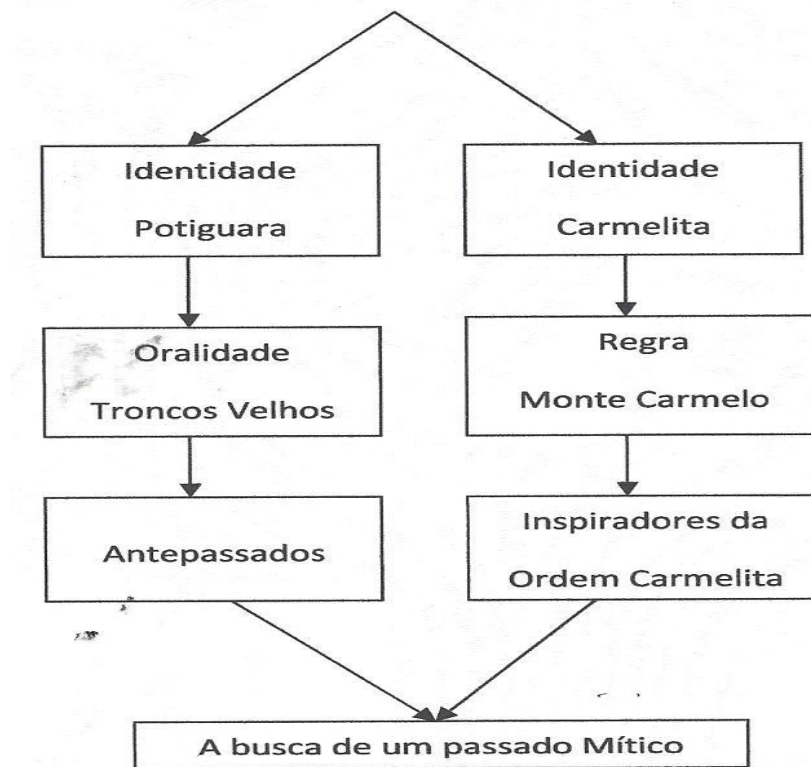 Identidade
Potiguara
Identidade
Carmelita
Oralidade
Troncos Velhos
Regra
Monte Carmelo
Antepassados
Inspiradores da
Ordem Carmelita
A busca de um passado Mítico